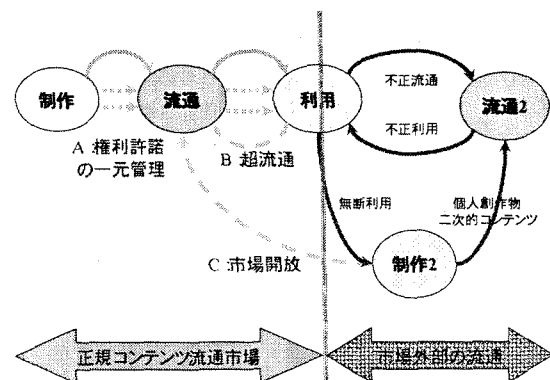 制作
流通
利用
流通2
不正流通
不正利用
A 権利許諾
の一元管理
B 超流通
無断利用
個人創作物
二次的コンテンツ
制作2
C 市場開放
正規コンテンツ流通市場
市場外部の流通